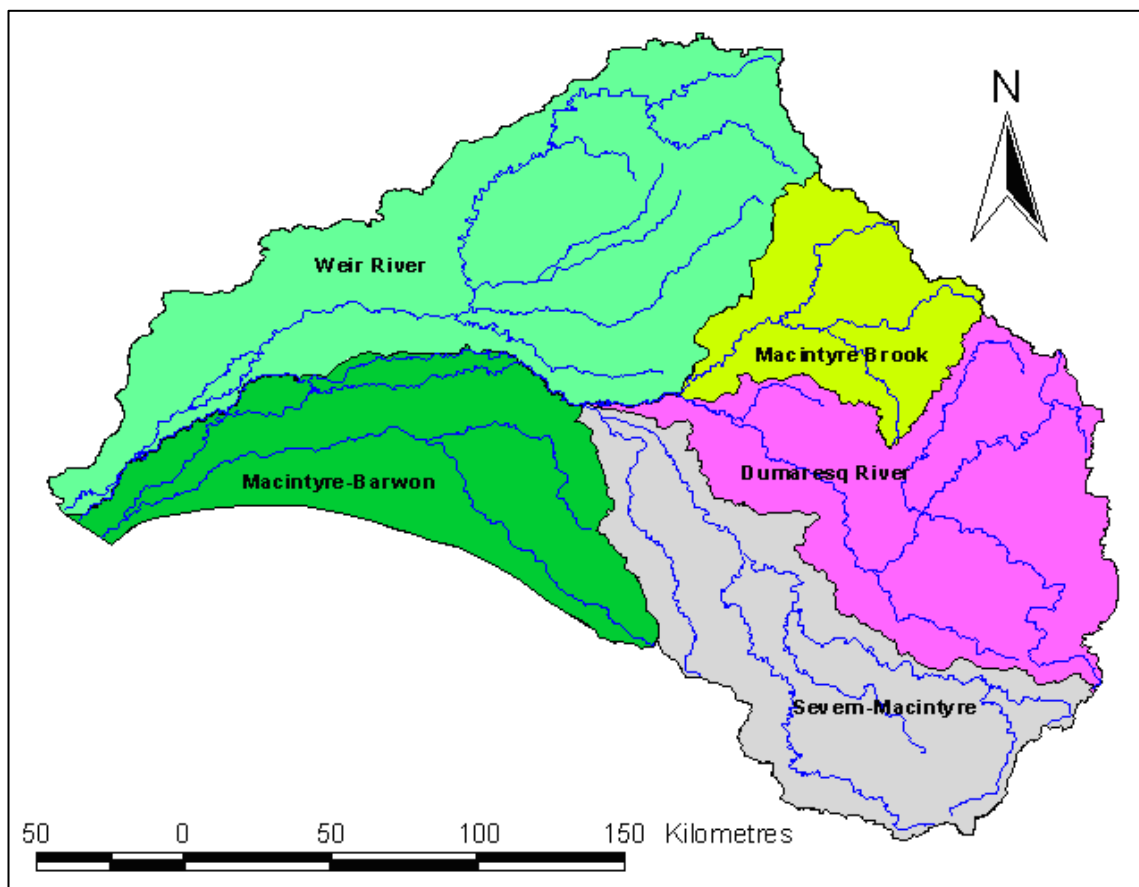 N
Weir River
Macintyre Brook
Dumaresq River
Macintyre-Barwon
Severn-Macintyre
50 0 50 100 150 Kilometres